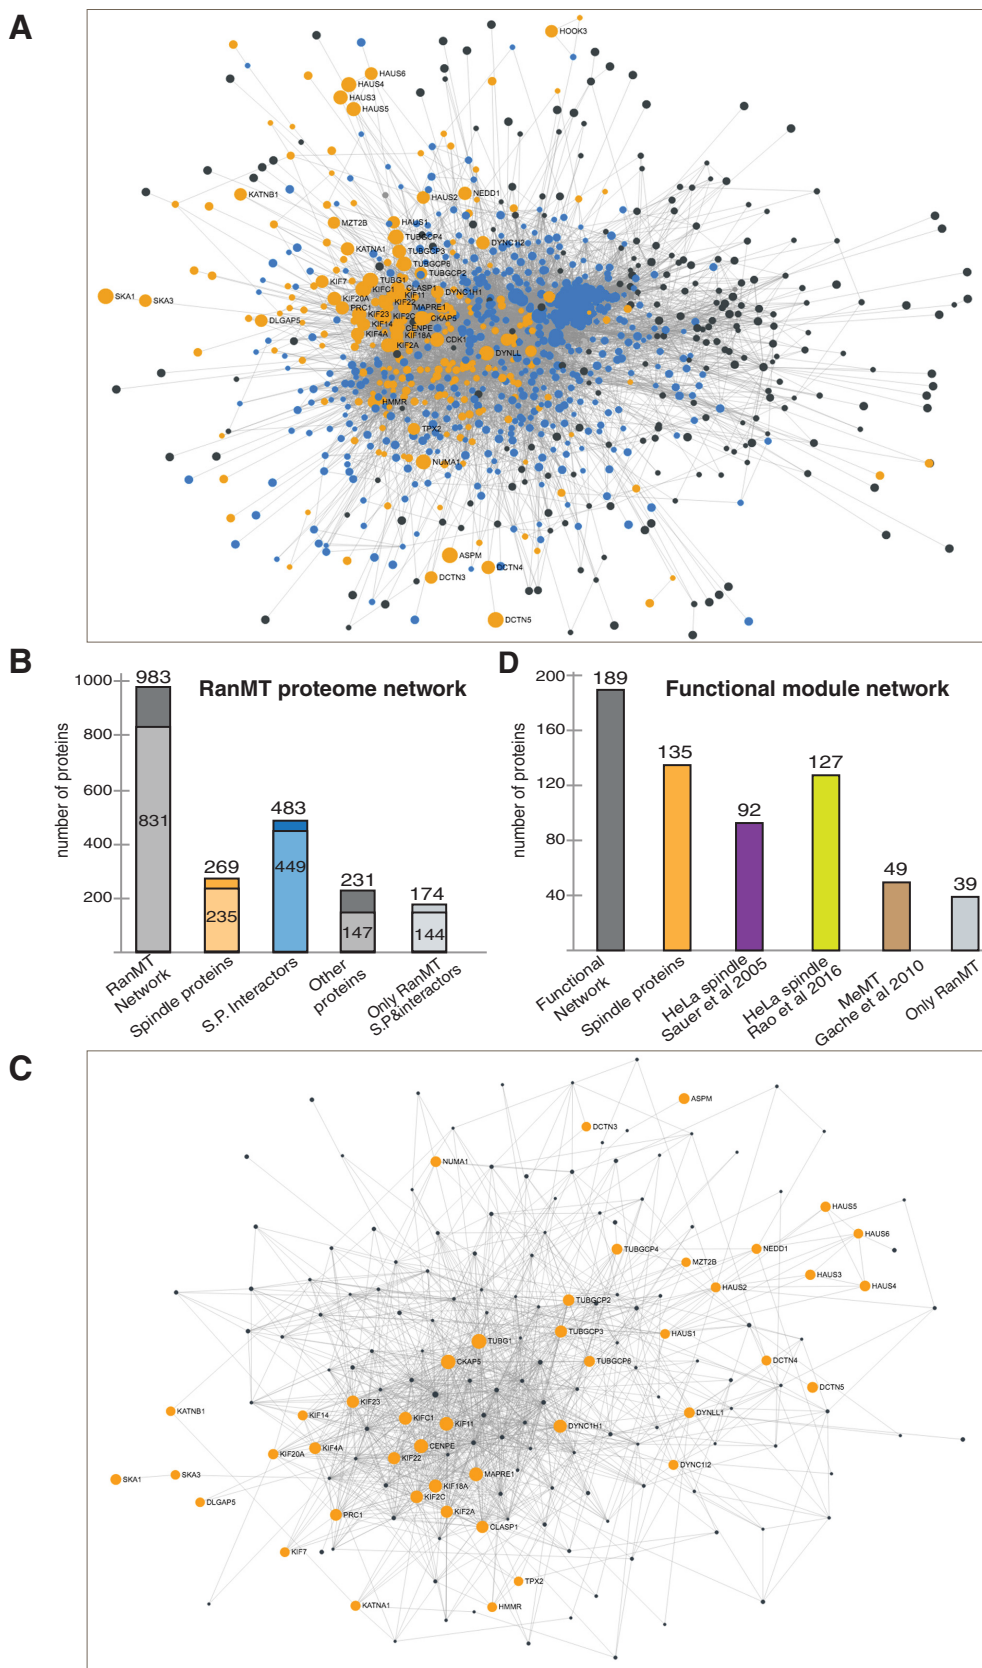 A
HOOK3
HAUS6
HAUS4
HAUS3
HAUS5
KATNB1
HAUS2
NEDD1
MZT2B
HAUS1
TUBGCP4
DYNC1I2
KATNA1
TUBGCP3
TUBGCP6
TUBGCP2
KIF7
TUBG1
KIFC1
CLASP1
DYNC1H1
SKA1
SKA3
KIF20A
KIF11
KIF22
PRC1
MAPRE1
DLGAP5
KIF23
KIF2C
CKAP5
KIF14
CENPE
KIF4A
KIF18A
CDK1
KIF2A
DYNLL
HMMR
TPX2
NUMA1
ASPM
DCTN4
DCTN3
DCTN5
B
RanMT proteome network
number of proteins
1000
800
600
400
200
983
831
269
235
483
449
231
147
174
144
RanMT
Network
Spindle proteins
S.P. Interactors
Other
proteins
Only RanMT
S.P&interactors
D
Functional module network
number of proteins
200
160
120
80
40
189
135
92
127
49
39
Functional
Network
Spindle proteins
HeLa spindle
Sauer et al 2005
HeLa spindle
Rao et al 2016
MeMT
Gache et al 2010
Only RanMT
C
ASPM
DCTN3
NUMA1
HAUS5
HAUS6
TUBGCP4
NEDD1
MZT2B
HAUS3
HAUS2
HAUS4
TUBGCP2
TUBGCP3
HAUS1
TUBG1
CKAP5
TUBGCP6
DCTN4
DCTN5
KIF23
KATNB1
KIF14
KIFC1
KIF11
DYNC1H1
DYNLL1
KIF20A
KIF4A
CENPE
KIF22
DYNC1I2
SKA1
SKA3
MAPRE1
KIF18A
DLGAP5
KIF2C
PRC1
KIF2A
CLASP1
KIF7
TPX2
KATNA1
HMMR